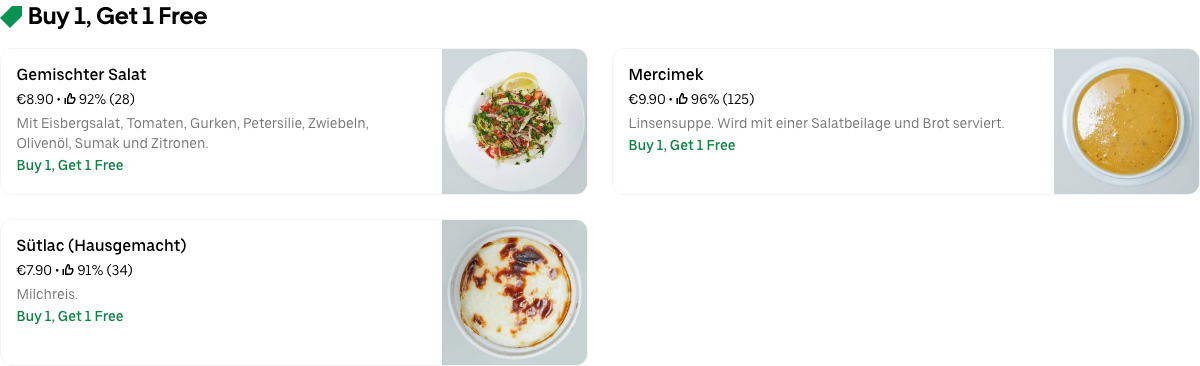 Buy 1, Get 1 Free
Gemischter Salat
€8.90 • 92% (28)
Mit Eisbergsalat, Tomaten, Gurken, Petersilie, Zwiebeln,
Olivenöl, Sumak und Zitronen.
Buy 1, Get 1 Free
Mercimek
€9.90 • 96% (125)
Linsensuppe. Wird mit einer Salatbeilage und Brot serviert.
Buy 1, Get 1 Free
Sütlac (Hausgemacht)
€7.90 • 91% (34)
Milchreis.
Buy 1, Get 1 Free